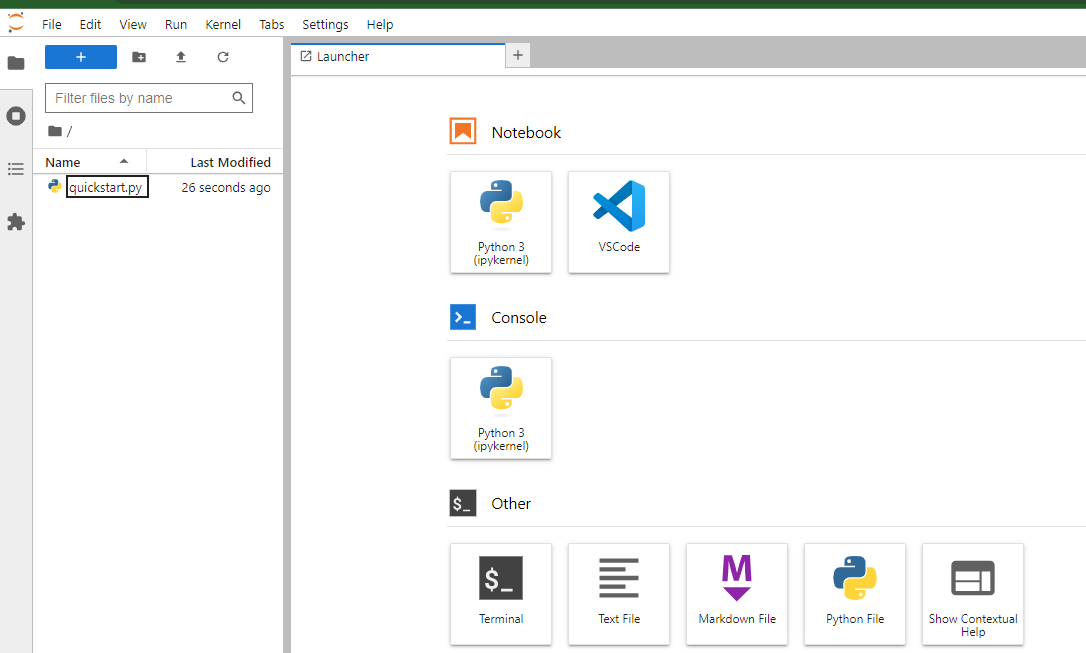 File Edit View Run Kernel Tabs Settings Help
+
Filter files by name
/
Name Last Modified
quickstart.py 26 seconds ago
Launcher +
Notebook
Python 3
(ipykernel)
VSCode
>_ Console
Python 3
(ipykernel)
$_ Other
$_
Terminal
Text File
M
Markdown File
Python File
Show Contextual
Help